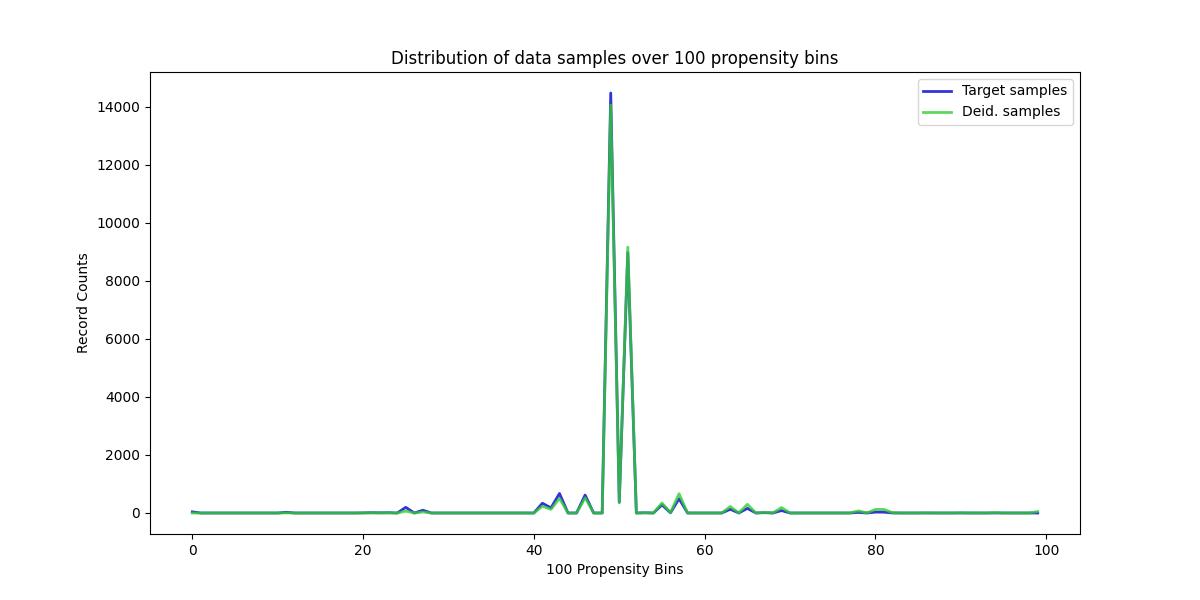 Distribution of data samples over 100 propensity bins
Target samples
Deid. samples
14000
12000
10000
8000
6000
4000
2000
0
Record Counts
0 20 40 60 80 100
100 Propensity Bins